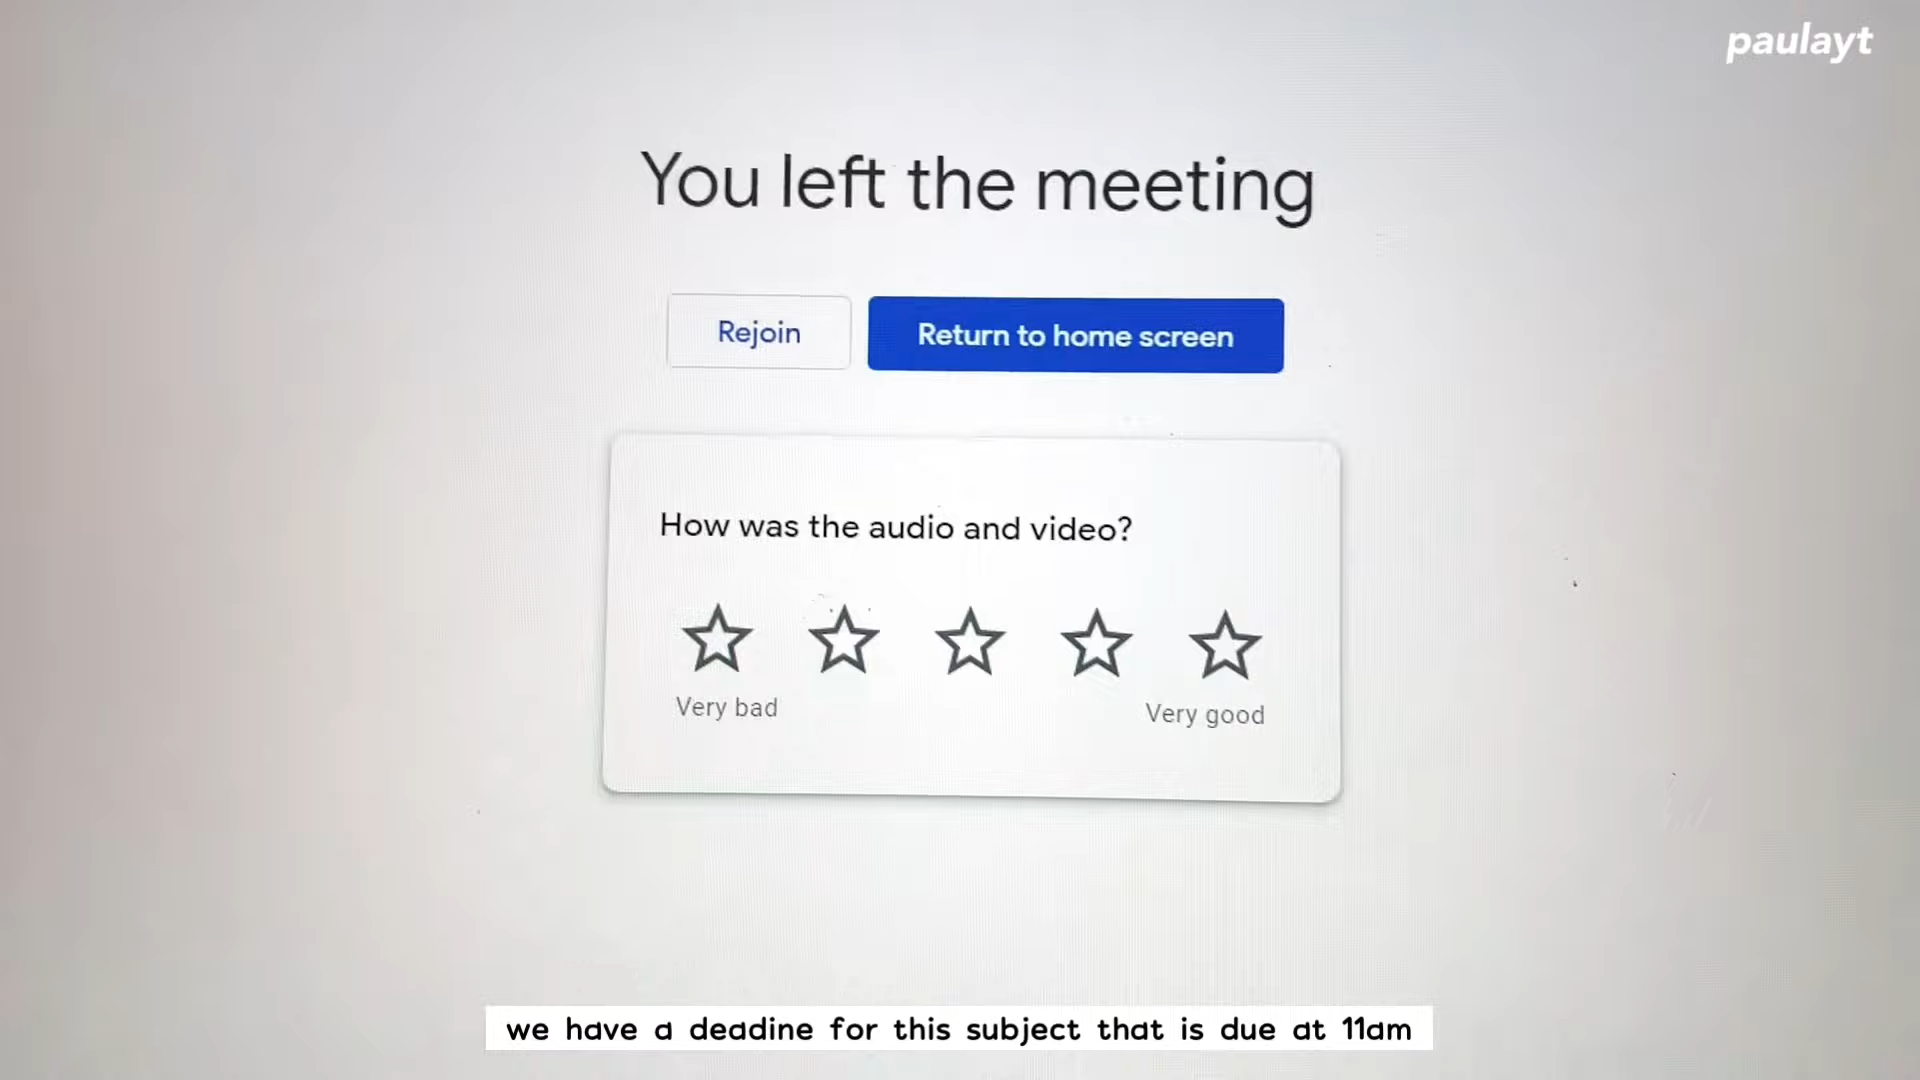 paulayt
You left the meeting
Rejoin
Return to home screen
How was the audio and video?
Very bad
Very good
we have a deadine for this subject that is due at 11am